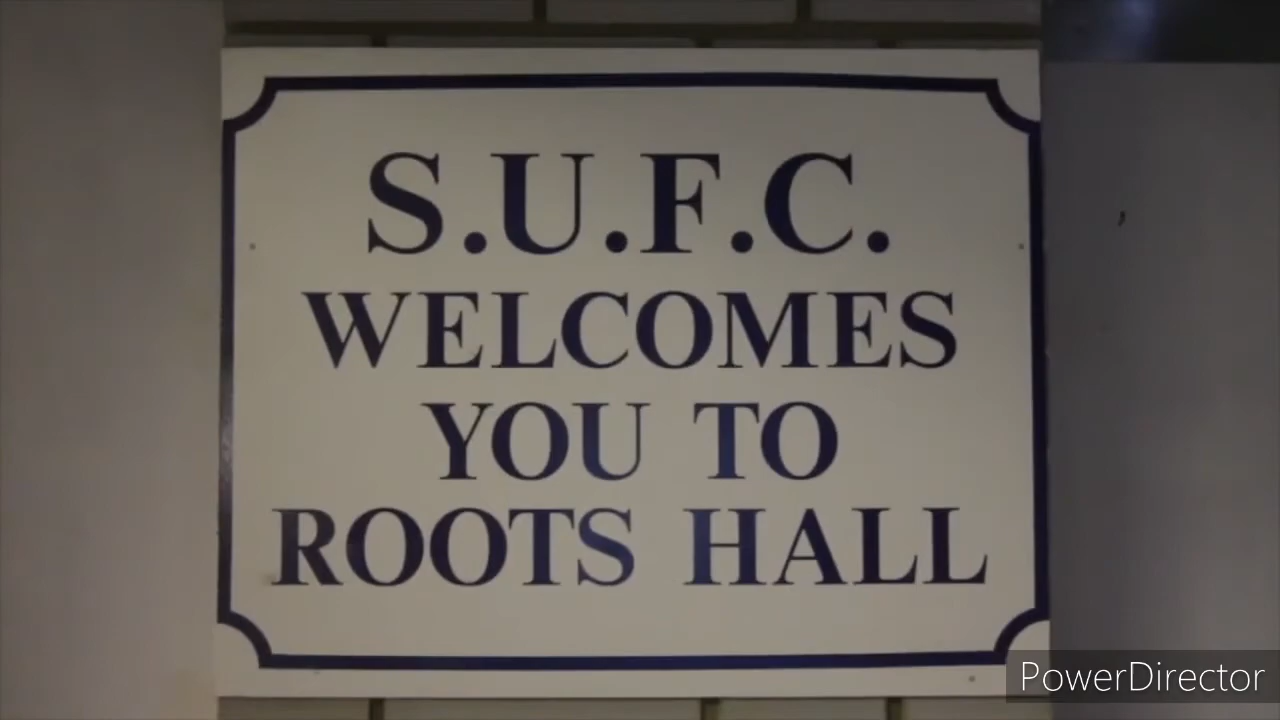 S.U.F.C.
WELCOMES
YOU TO
ROOTS HALL
PowerDirector